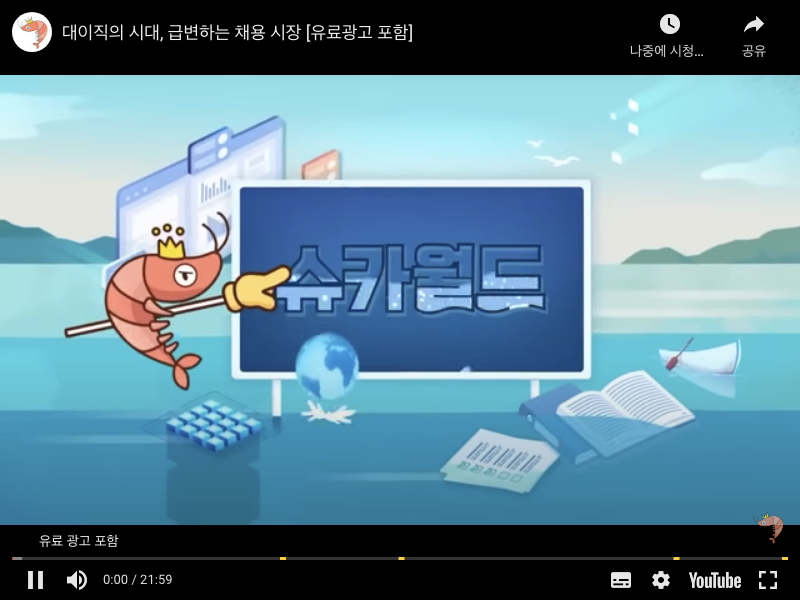 대이직의 시대, 급변하는 채용 시장 [유료광고 포함]
나중에 시청...
공유
슈카월드
유료 광고 포함
0:00 / 21:59
YouTube